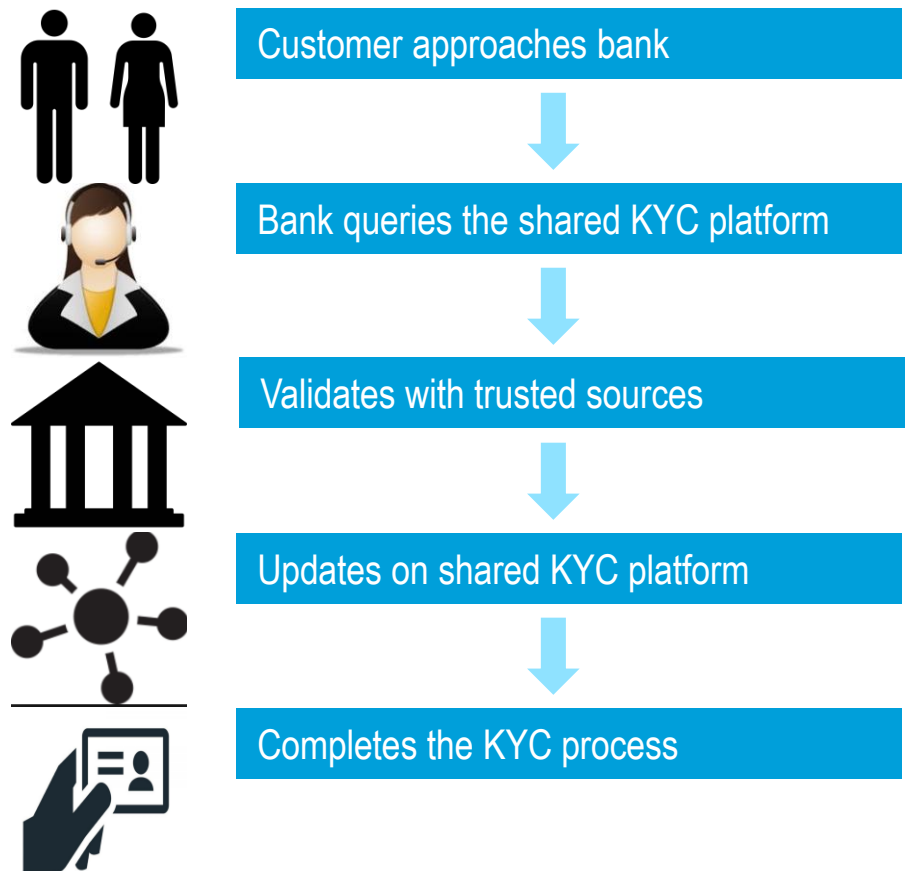 Customer approaches bank
Bank queries the shared KYC platform
Validates with trusted sources
Updates on shared KYC platform
Completes the KYC process